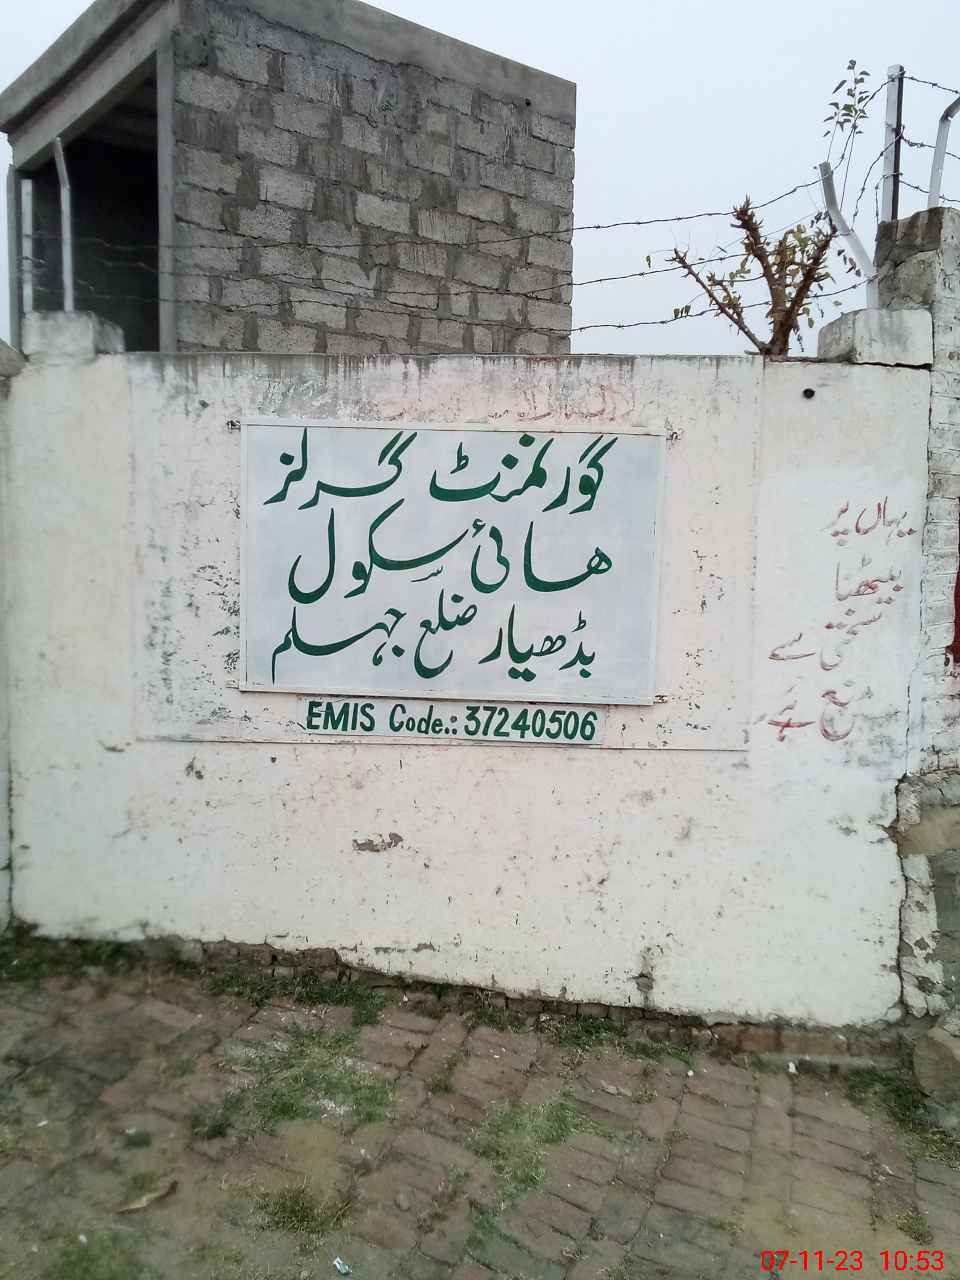 گورنمنٹ گرلز
ھائی سکول
بڈھیار ضلع جہلم
EMIS Code.: 37240506
یہاں پر
بیٹھنا
سختی سے
منع ہے
07-11-23 10:53